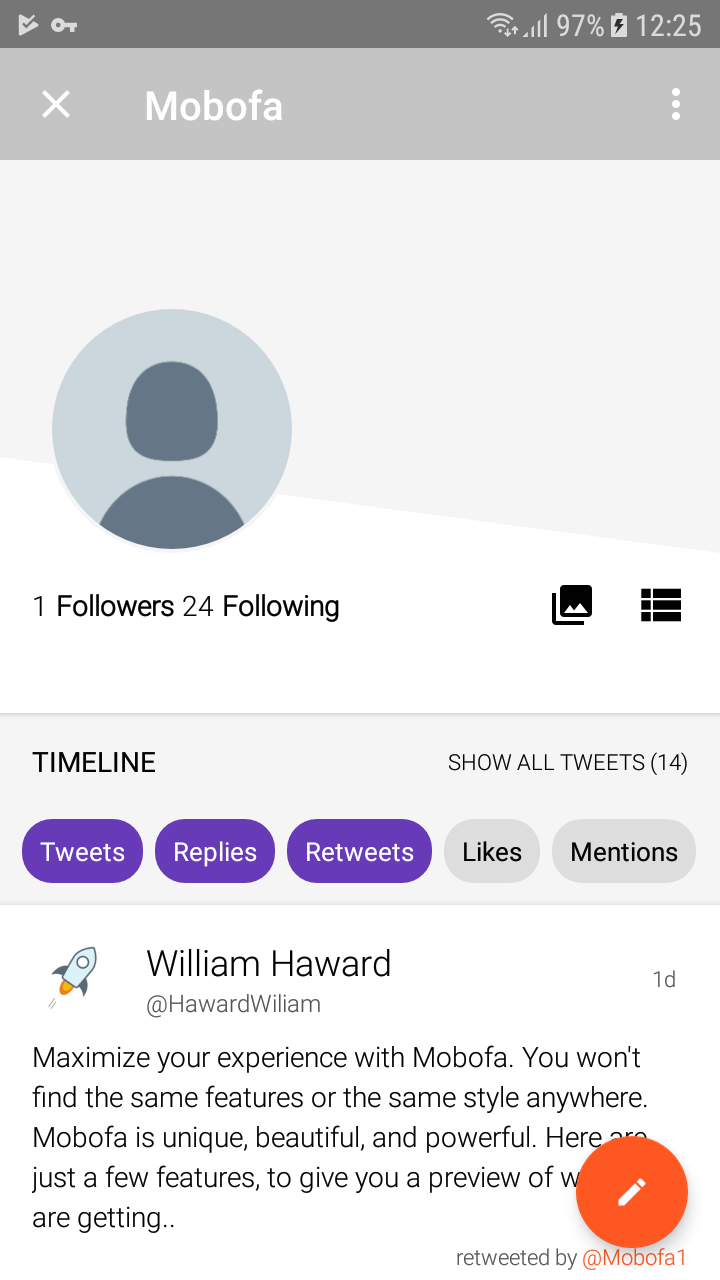 97% 12:25
Mobofa
1 Followers 24 Following
TIMELINE
SHOW ALL TWEETS (14)
Tweets Replies Retweets Likes Mentions
William Haward
1d
@HawardWiliam
Maximize your experience with Mobofa. You won't
find the same features or the same style anywhere.
Mobofa is unique, beautiful, and powerful. Here are
just a few features, to give you a preview of
are getting..
retweeted by @Mobofa1